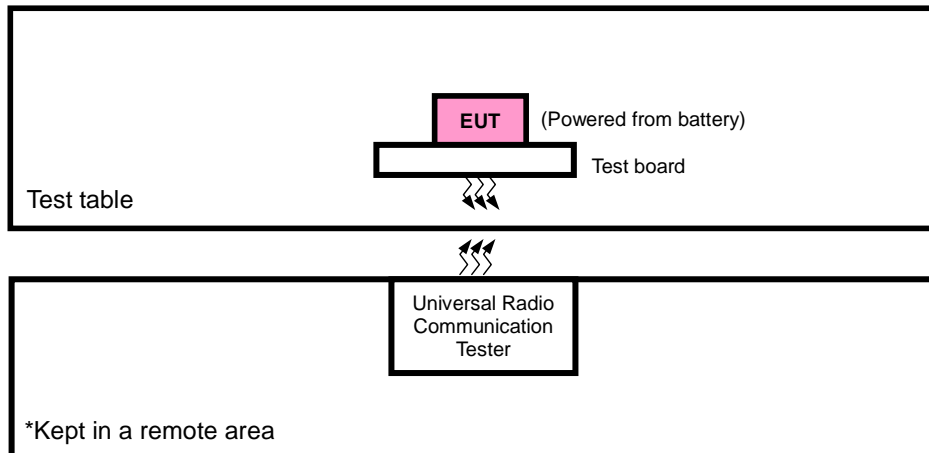 EUT
(Powered from battery)
Test board
Test table
Universal Radio
Communication
Tester
*Kept in a remote area